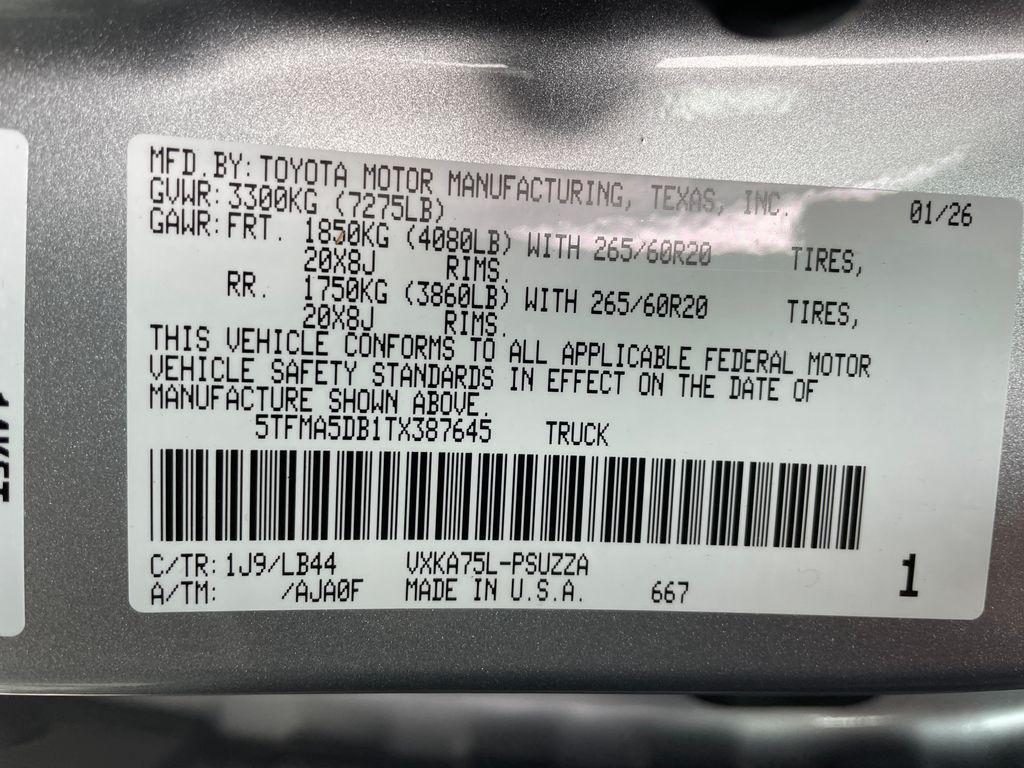 MFD. BY: TOYOTA MOTOR MANUFACTURING, TEXAS, INC. 01/26
GVWR: 3300KG (7275LB)
GAWR: FRT. 1850KG (4080LB) WITH 265/60R20 TIRES,
20X8J RIMS.
RR. 1750KG (3860LB) WITH 265/60R20 TIRES,
20X8J RIMS.
THIS VEHICLE CONFORMS TO ALL APPLICABLE FEDERAL MOTOR
VEHICLE SAFETY STANDARDS IN EFFECT ON THE DATE OF
MANUFACTURE SHOWN ABOVE.
5TFMA5DB1TX387645 TRUCK
C/TR: 1J9/LB44 VXKA75L-PSUZZA
A/TM: /AJA0F MADE IN U.S.A. 667 1